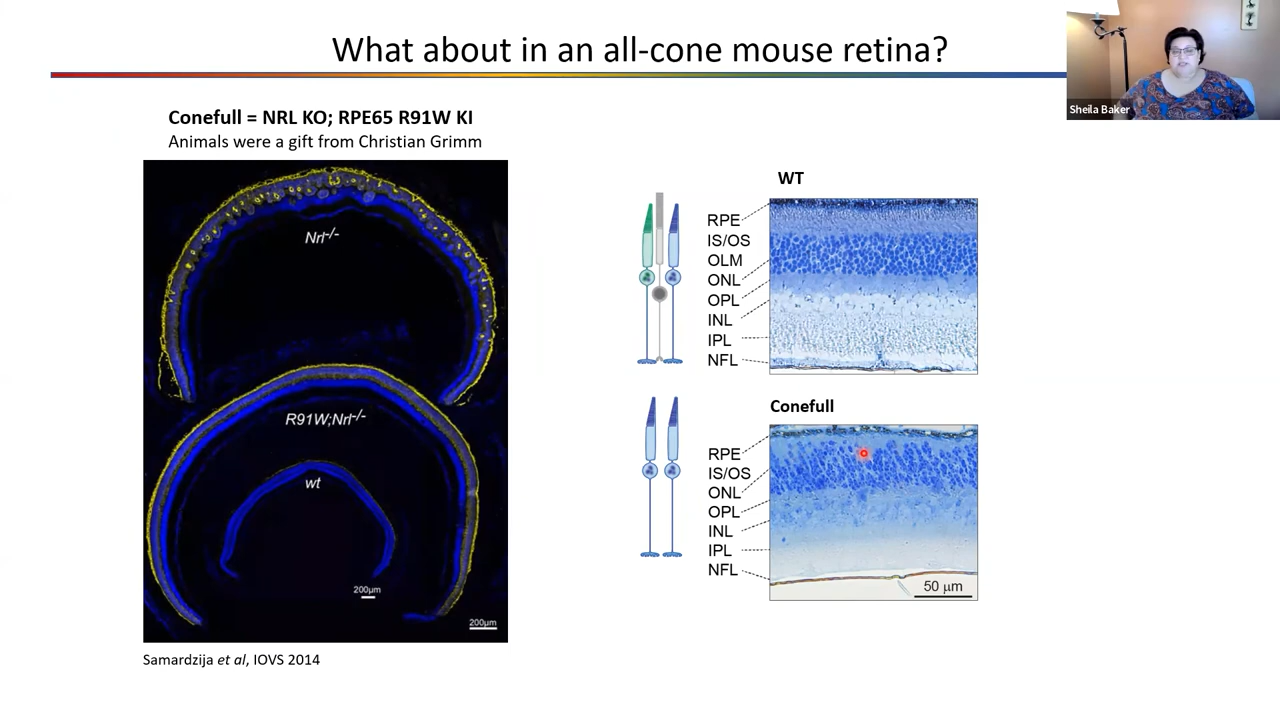 What about in an all-cone mouse retina?
Sheila Baker
Conefull = NRL KO; RPE65 R91W KI
Animals were a gift from Christian Grimm
Nrl-/-
R91W;Nrl-/-
wt
200μm
200μm
Samardzija et al, IOVS 2014
WT
RPE
IS/OS
OLM
ONL
OPL
INL
IPL
NFL
Conefull
RPE
IS/OS
ONL
OPL
INL
IPL
NFL
50 μm